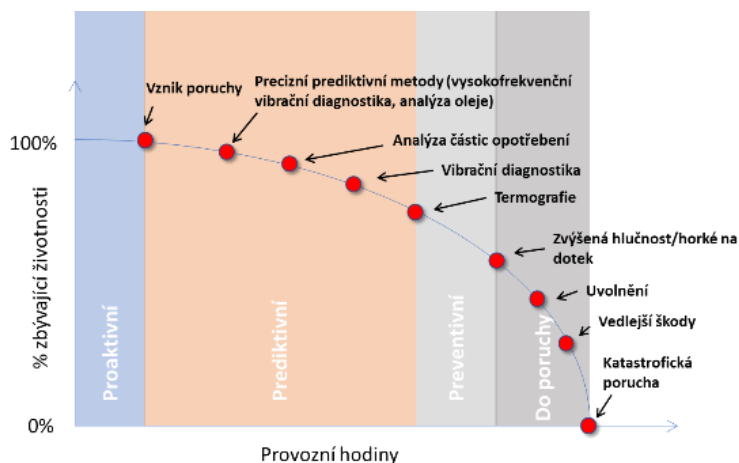 Vznik poruchy
Precizní prediktivní metody (vysokofrekvenční
vibrační diagnostika, analýza oleje)
Analýza částic opotřebení
Vibrační diagnostika
Termografie
Zvýšená hlučnost/horké na
dotek
Uvolnění
Vedlejší škody
Katastrofická
porucha
100%
% zbývající životnosti
0%
Proaktivní
Prediktivní
Preventivní
Do poruchy
Provozní hodiny